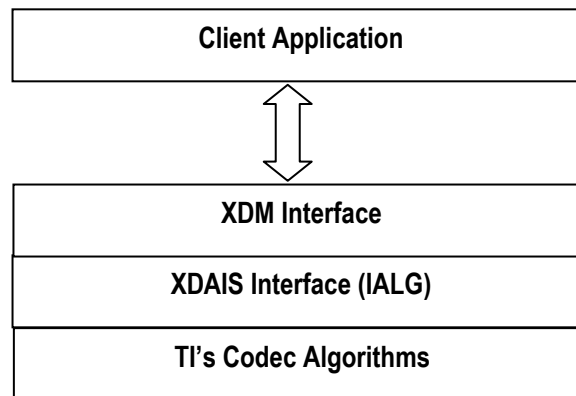 Client Application
XDM Interface
XDAIS Interface (IALG)
TI’s Codec Algorithms